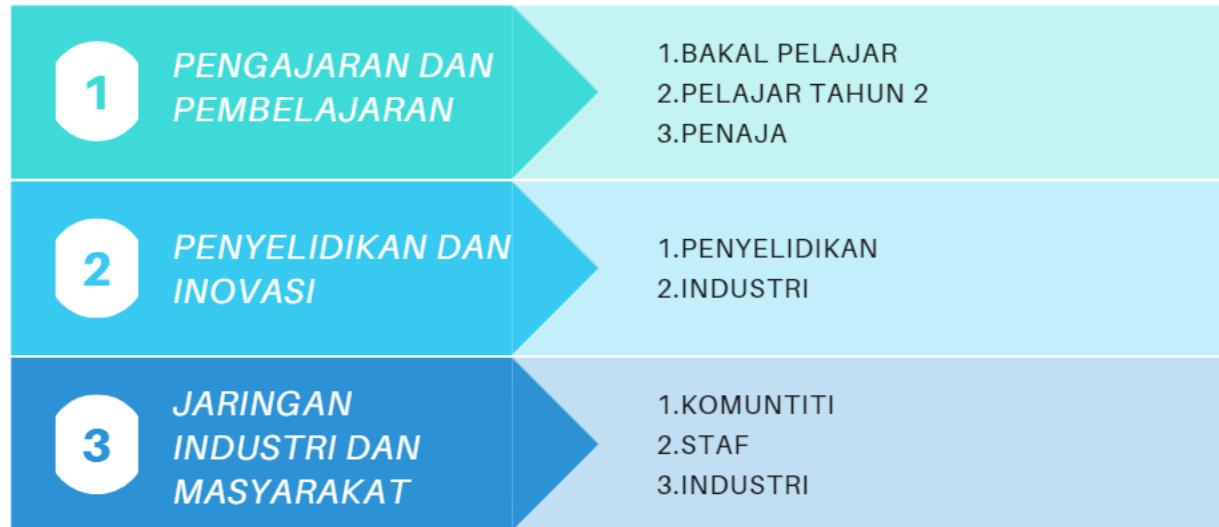 1
PENGAJARAN DAN
PEMBELAJARAN
1.BAKAL PELAJAR
2.PELAJAR TAHUN 2
3.PENAJA
2
PENYELIDIKAN DAN
INOVASI
1.PENYELIDIKAN
2.INDUSTRI
3
JARINGAN
INDUSTRI DAN
MASYARAKAT
1.KOMUNTITI
2.STAF
3.INDUSTRI